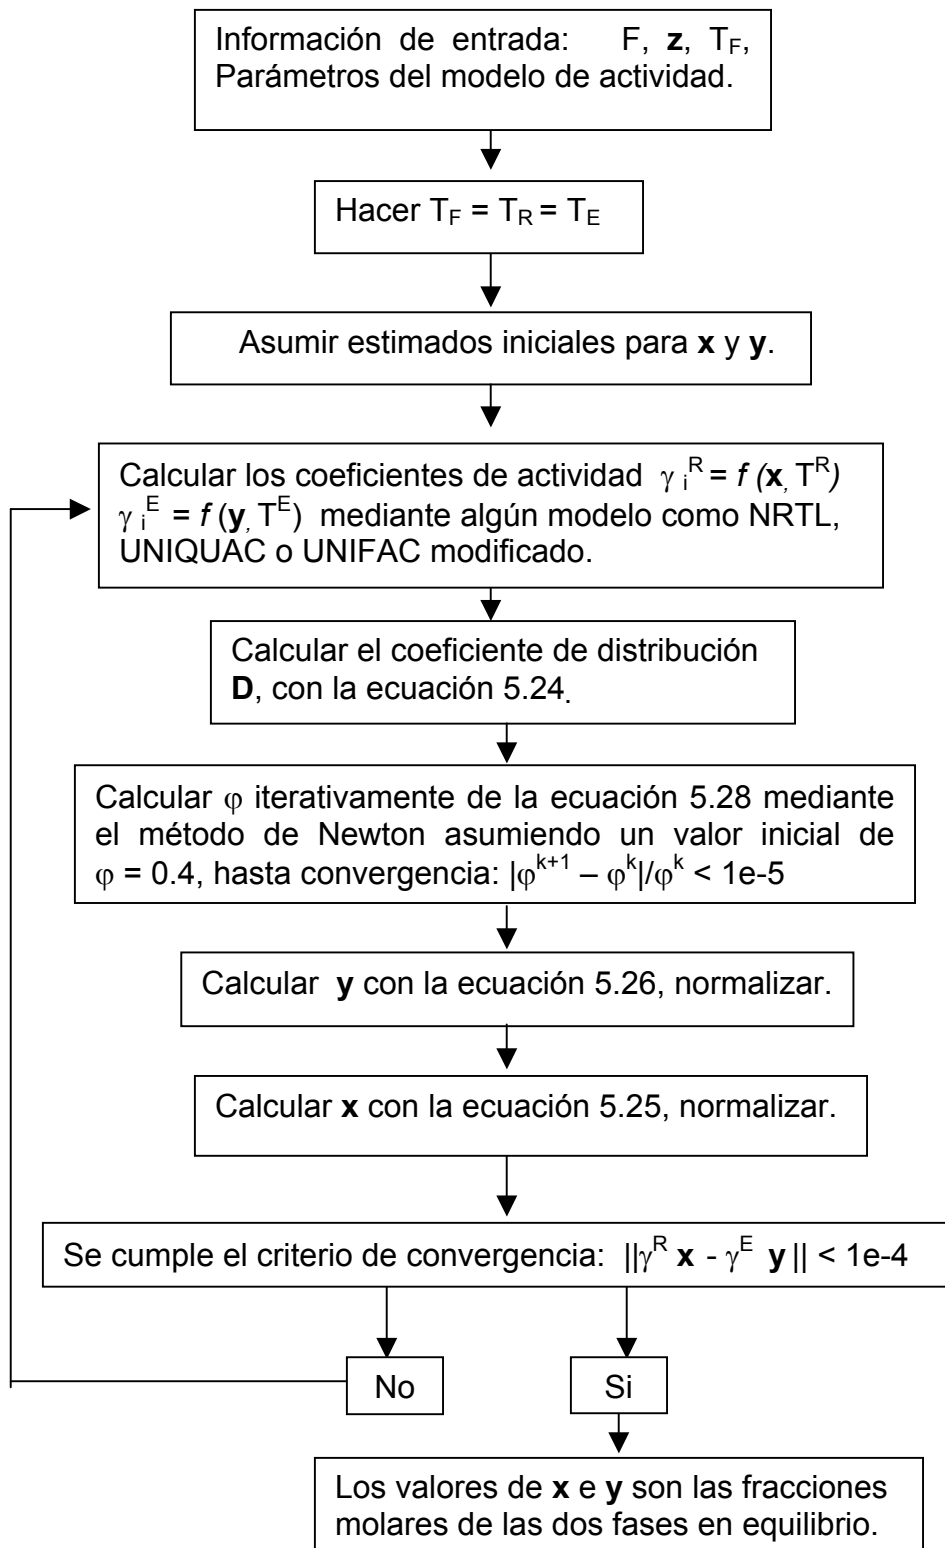 Información de entrada: F, z, T_F,
Parámetros del modelo de actividad.
Hacer T_F = T_R = T_E
Asumir estimados iniciales para x y y.
Calcular los coeficientes de actividad γ_i^R = f (x, T^R)
γ_i^E = f (y, T^E) mediante algún modelo como NRTL,
UNIQUAC o UNIFAC modificado.
Calcular el coeficiente de distribución
D, con la ecuación 5.24.
Calcular φ iterativamente de la ecuación 5.28 mediante
el método de Newton asumiendo un valor inicial de
φ = 0.4, hasta convergencia: |φ^k+1 – φ^k|/φ^k < 1e-5
Calcular y con la ecuación 5.26, normalizar.
Calcular x con la ecuación 5.25, normalizar.
Se cumple el criterio de convergencia: ||γ^R x - γ^E y || < 1e-4
No
Si
Los valores de x e y son las fracciones
molares de las dos fases en equilibrio.